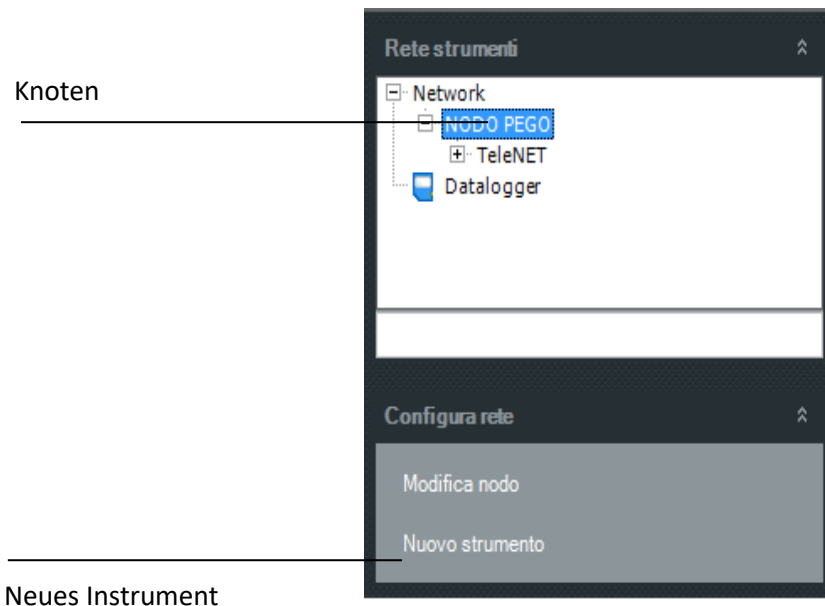 Rete strumenti
Knoten
Network
NODO PEGO
TeleNET
Datalogger
Configura rete
Modifica nodo
Nuovo strumento
Neues Instrument